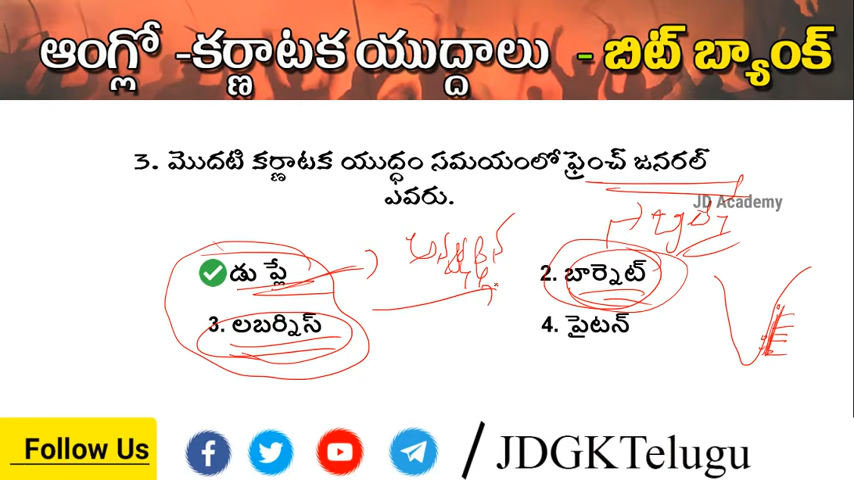 ఆంగ్లో -కర్ణాటక యుద్దాలు - బిట్ బ్యాంక్
3. మొదటి కర్ణాటక యుద్ధం సమయంలో ఫ్రెంచ్ జనరల్
ఎవరు.
JD Academy
డు ప్లే
2. బార్నెట్
3. లబర్నిస్
4. పైటన్
Follow Us
/ JDGKTelugu